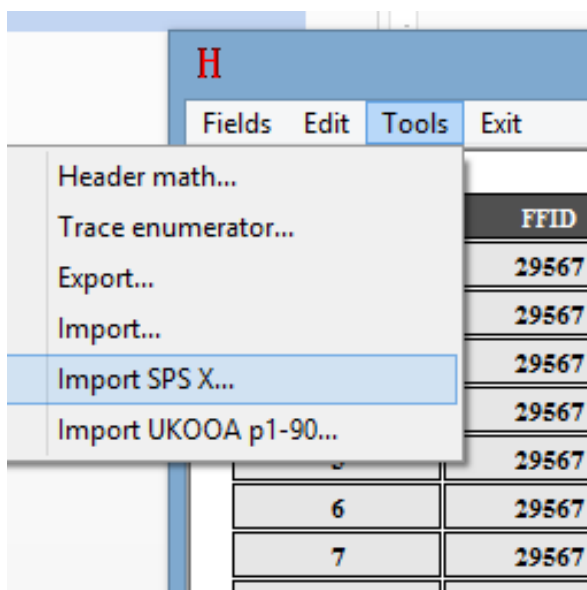 H
Fields Edit Tools Exit
Header math...
Trace enumerator...
Export...
Import...
Import SPS X...
Import UKOOA p1-90...
FFID
29567
29567
29567
29567
29567
6 29567
7 29567